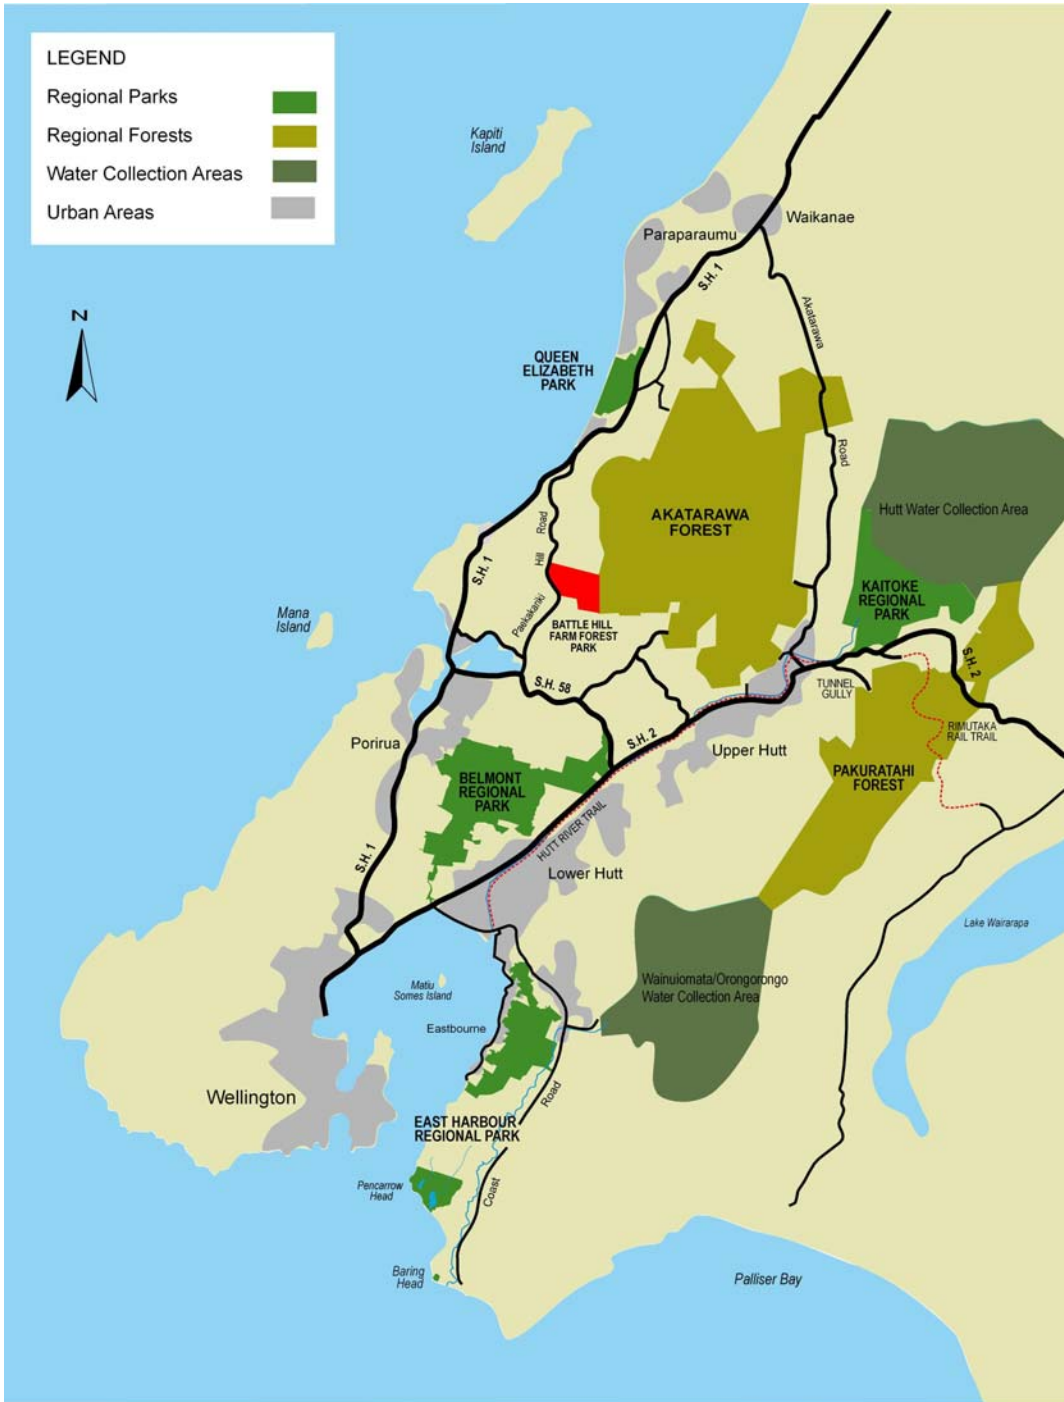 LEGEND
Regional Parks
Regional Forests
Water Collection Areas
Urban Areas
N
Kapiti
Island
Waikanae
Paraparaumu
S.H. 1
Akatarawa
Road
QUEEN
ELIZABETH
PARK
AKATARAWA
FOREST
Hutt Water Collection Area
KAITOKE
REGIONAL
PARK
Paekakariki
Hill
Road
S.H. 1
Mana
Island
BATTLE HILL
FARM FOREST
PARK
S.H. 58
S.H. 2
TUNNEL
GULLY
S.H. 2
RIMUTAKA
RAIL TRAIL
Porirua
Upper Hutt
BELMONT
REGIONAL
PARK
PAKURATAHI
FOREST
HUTT RIVER TRAIL
S.H. 1
Lower Hutt
Lake Wairarapa
Matiu
Somes Island
Wainuiomata/Orongorongo
Water Collection Area
Eastbourne
Wellington
EAST HARBOUR
REGIONAL PARK
Coast
Road
Pencarrow
Head
Baring
Head
Palliser Bay